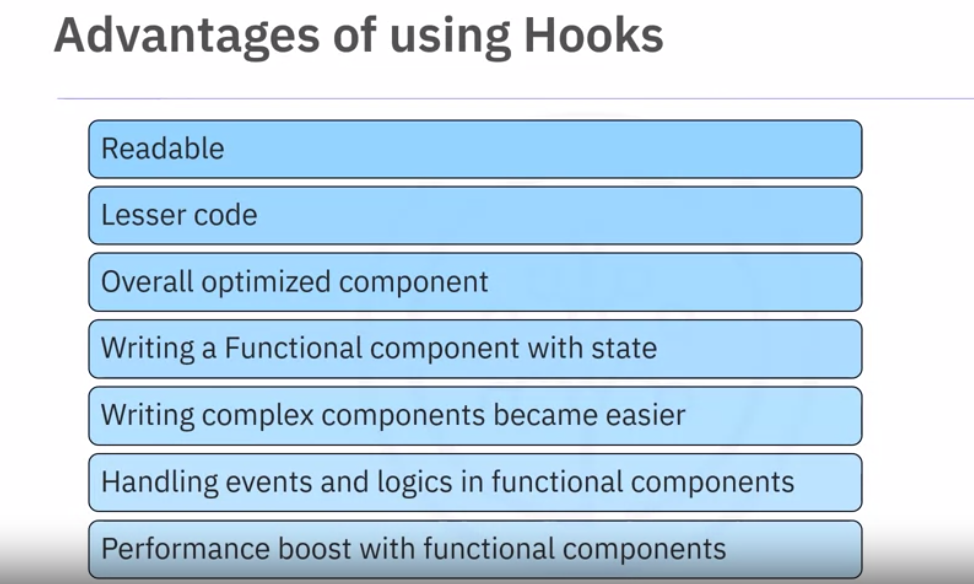 Advantages of using Hooks
Readable
Lesser code
Overall optimized component
Writing a Functional component with state
Writing complex components became easier
Handling events and logics in functional components
Performance boost with functional components